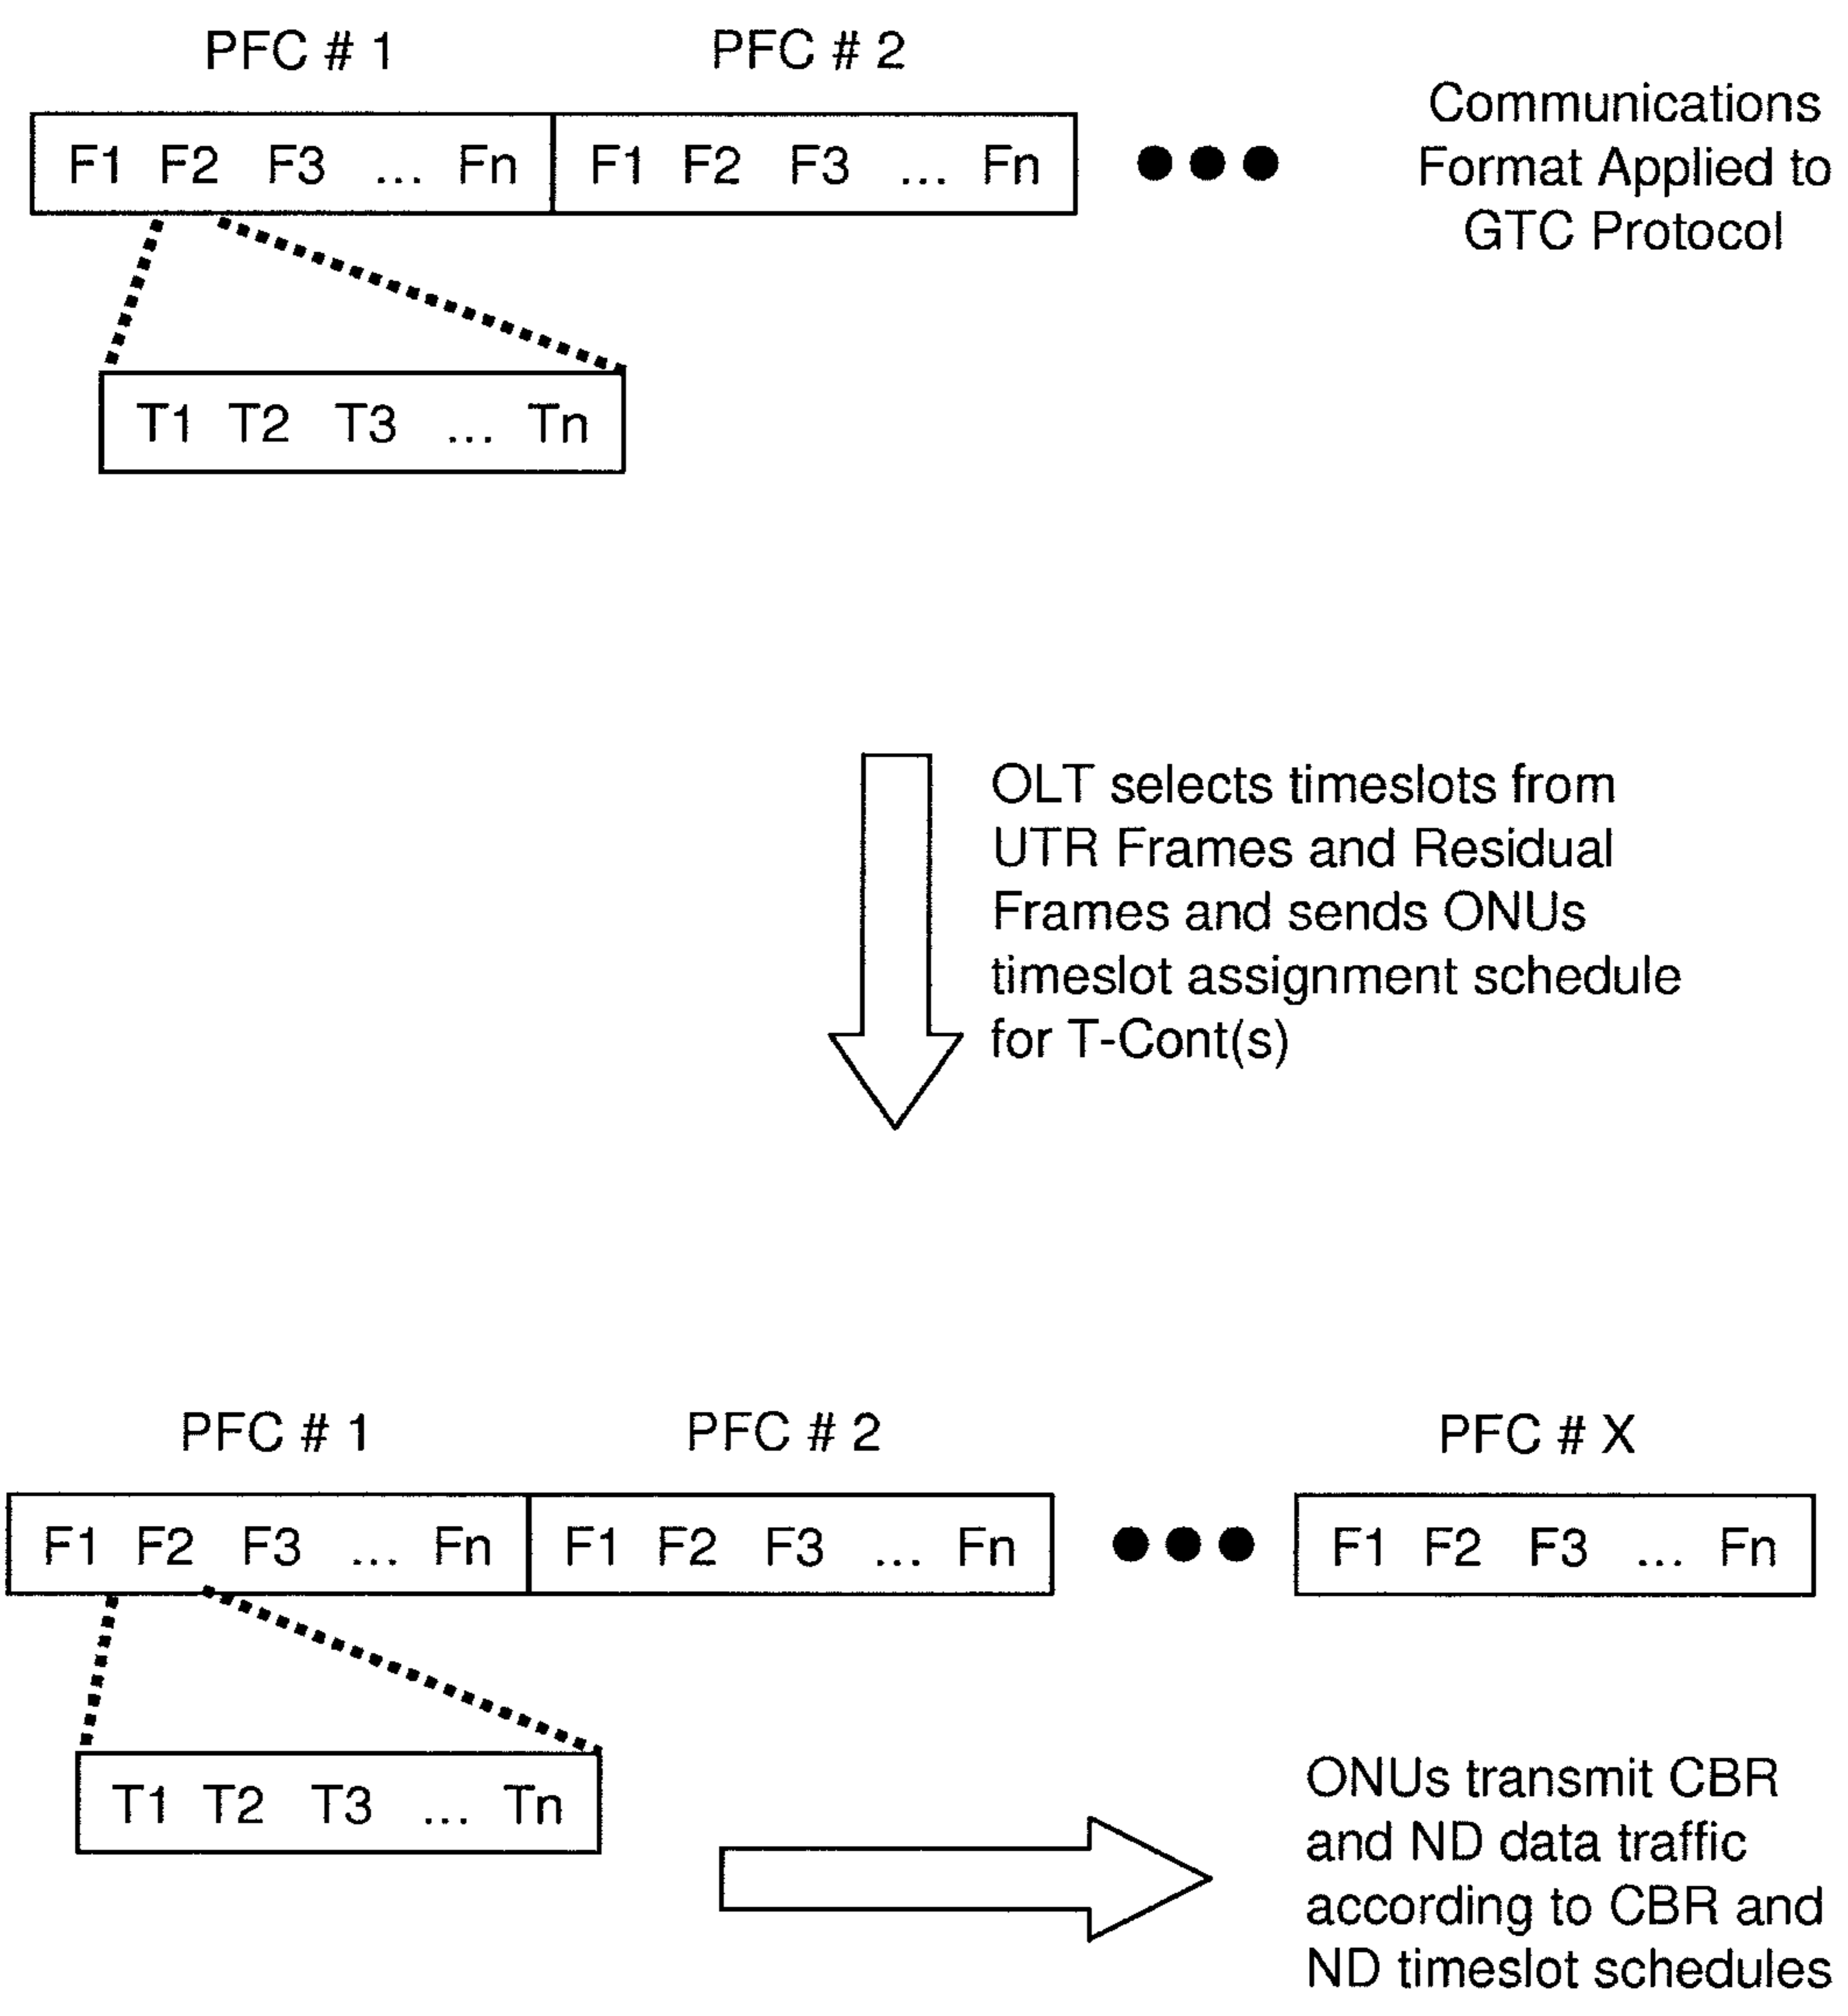 PFC # 1
PFC # 2
F1 F2 F3 ... Fn
F1 F2 F3 ... Fn
Communications
Format Applied to
GTC Protocol
T1 T2 T3 ... Tn
OLT selects timeslots from
UTR Frames and Residual
Frames and sends ONUs
timeslot assignment schedule
for T-Cont(s)
PFC # 1
PFC # 2
PFC # X
F1 F2 F3 ... Fn
F1 F2 F3 ... Fn
F1 F2 F3 ... Fn
T1 T2 T3 ... Tn
ONUs transmit CBR
and ND data traffic
according to CBR and
ND timeslot schedules